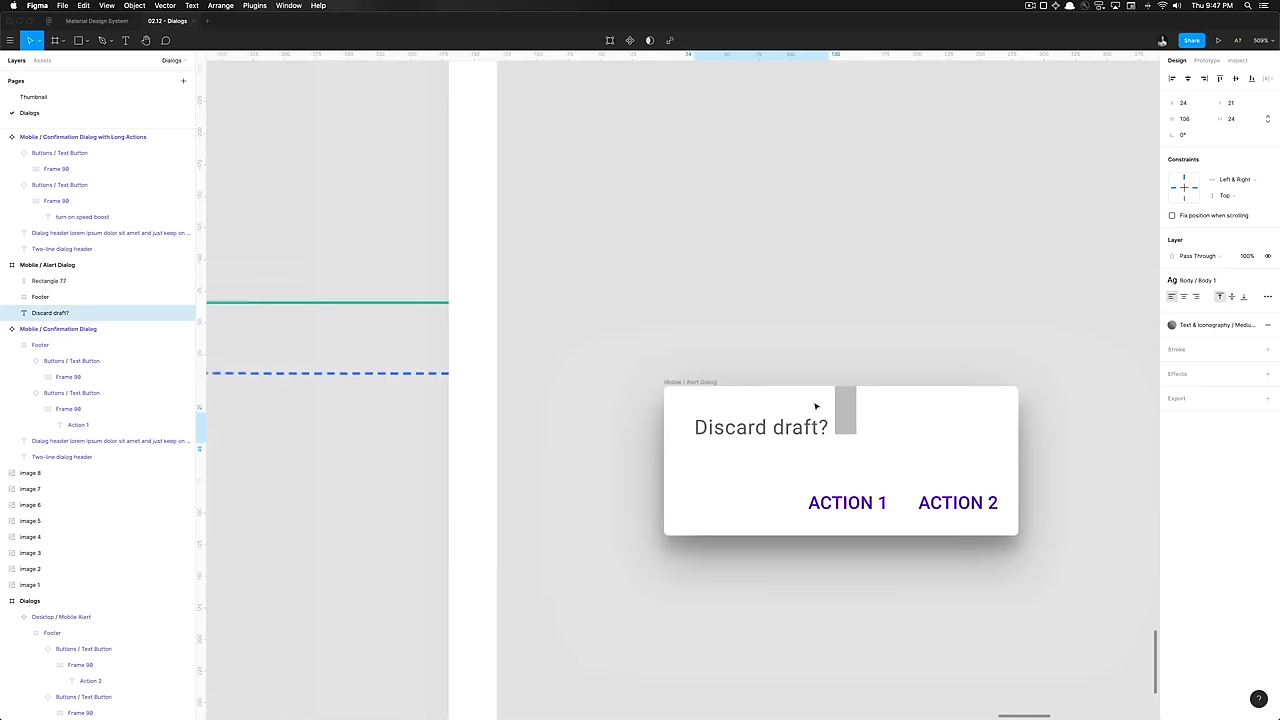 Figma File Edit View Object Vector Text Arrange Plugins Window Help Thu 9:47 PM
Material Design System 02.12 - Dialogs
Share A? 509%
Layers Assets Dialogs
Design Prototype Inspect
Pages
Thumbnail
Dialogs
Mobile / Confirmation Dialog with Long Actions
Buttons / Text Button
Frame 90
Buttons / Text Button
Frame 90
turn on speed boost
Dialog header lorem ipsum dolor sit amet and just keep on ...
Two-line dialog header
Mobile / Alert Dialog
Rectangle 77
Footer
Discard draft?
Mobile / Confirmation Dialog
Footer
Buttons / Text Button
Frame 90
Buttons / Text Button
Frame 90
Action 1
Dialog header lorem ipsum dolor sit amet and just keep on ...
Two-line dialog header
image 8
image 7
image 6
image 5
image 4
image 3
image 2
image 1
Dialogs
Desktop / Mobile Alert
Footer
Buttons / Text Button
Frame 90
Action 2
Buttons / Text Button
Frame 90
24 130
Mobile / Alert Dialog
Discard draft?
ACTION 1 ACTION 2
X 24 Y 21
W 106 H 24
0°
Constraints
Left & Right
Top
Fix position when scrolling
Layer
Pass Through 100%
Ag Body / Body 1
Text & Iconography / Mediu...
Stroke
Effects
Export
?